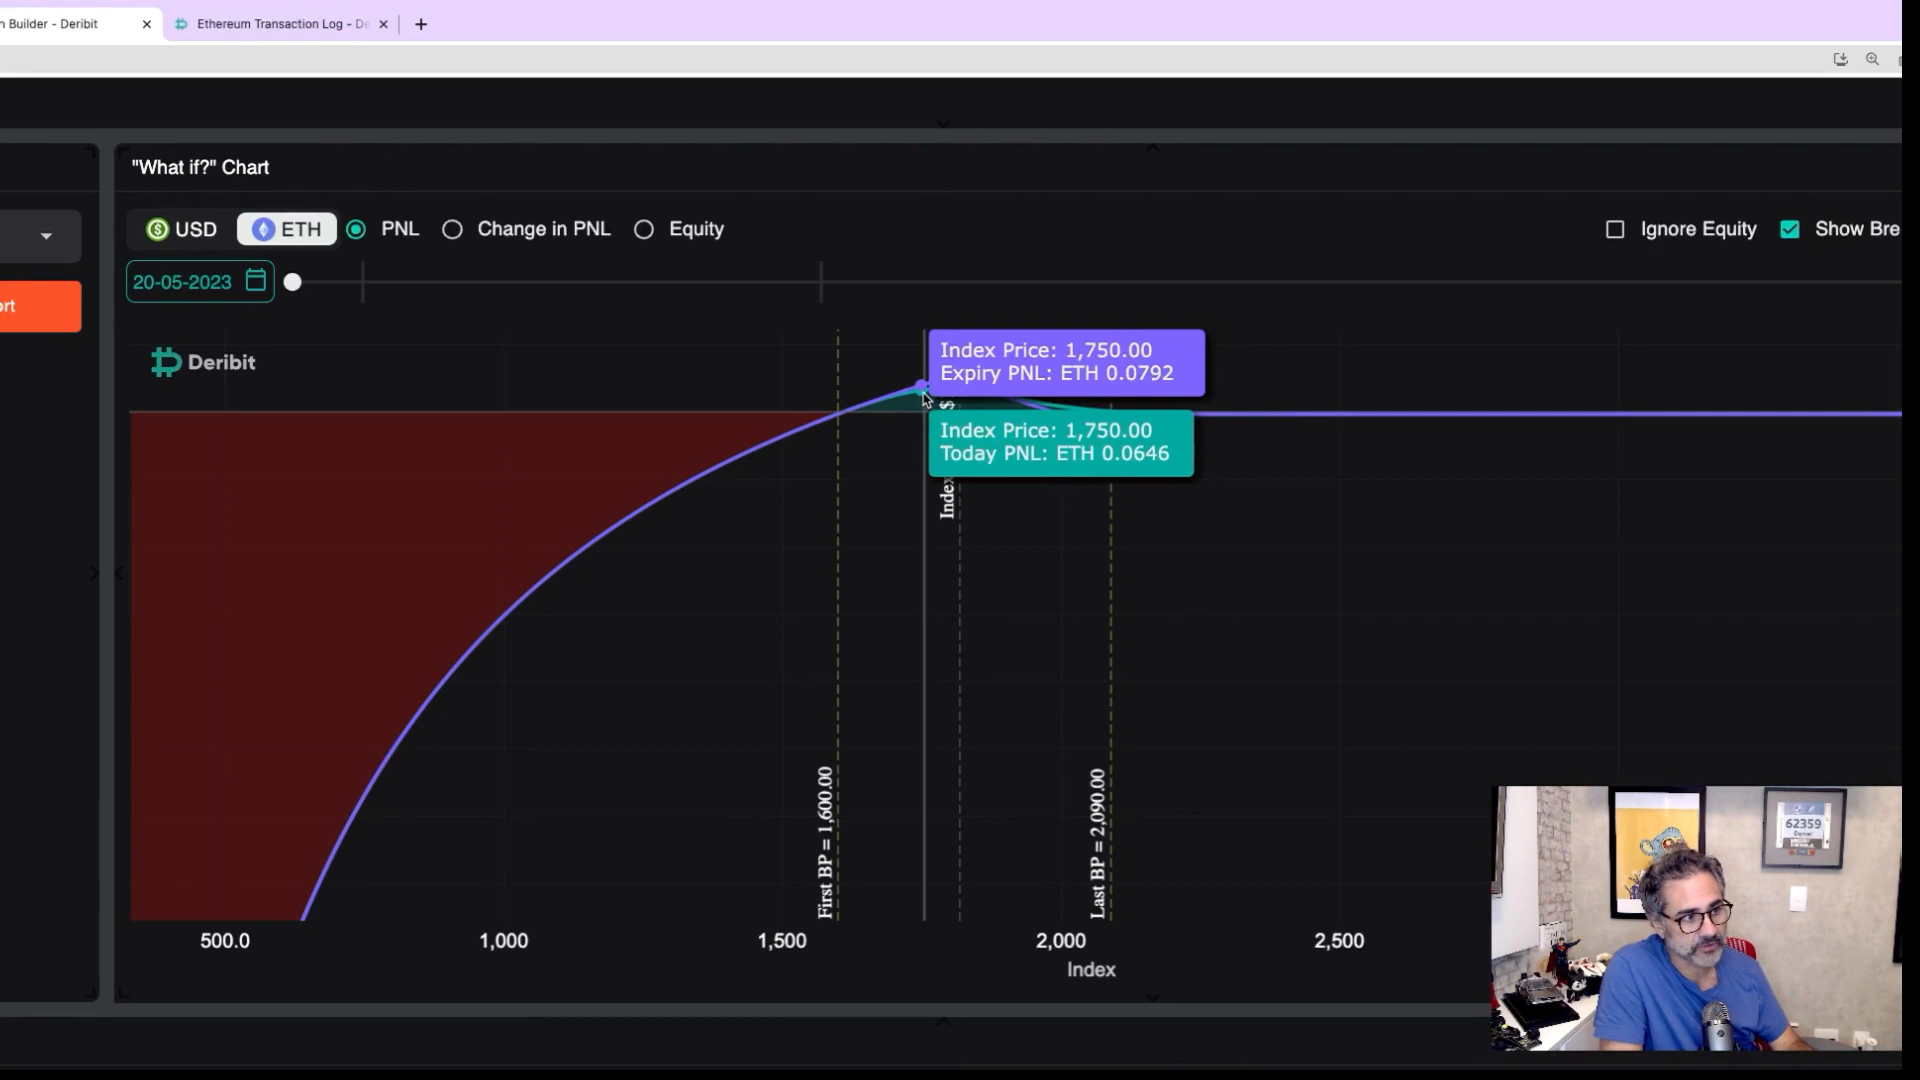 n Builder - Deribit
Ethereum Transaction Log - De
"What if?" Chart
USD
ETH
PNL
Change in PNL
Equity
Ignore Equity
Show Bre
20-05-2023
ort
Deribit
Index Price: 1,750.00
Expiry PNL: ETH 0.0792
$
Index Price: 1,750.00
Today PNL: ETH 0.0646
Index
First BP = 1,600.00
Last BP = 2,090.00
62359
500.0
1,000
1,500
2,000
2,500
Index